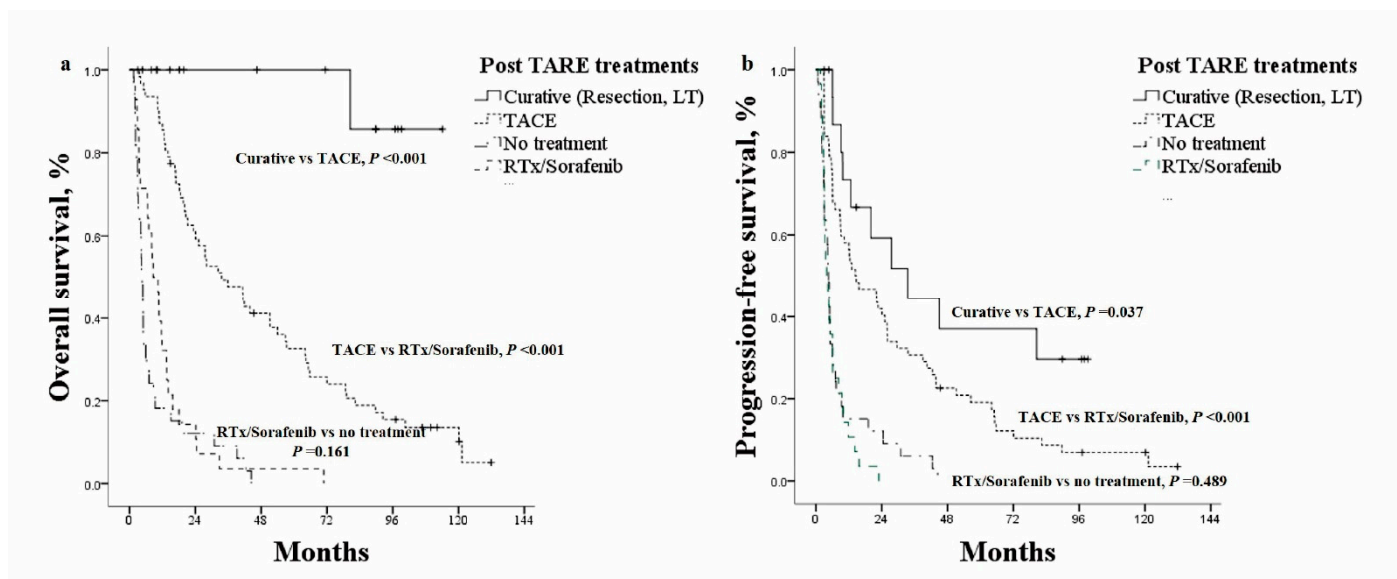 a
Post TARE treatments
Curative (Resection, LT)
TACE
No treatment
RTx/Sorafenib
...
Overall survival, %
1.0
0.8
0.6
0.4
0.2
0.0
Curative vs TACE, P <0.001
TACE vs RTx/Sorafenib, P <0.001
RTx/Sorafenib vs no treatment
P =0.161
0 24 48 72 96 120 144
Months
b
Post TARE treatments
Curative (Resection, LT)
TACE
No treatment
RTx/Sorafenib
...
Progression-free survival, %
1.0
0.8
0.6
0.4
0.2
0.0
Curative vs TACE, P =0.037
TACE vs RTx/Sorafenib, P <0.001
RTx/Sorafenib vs no treatment, P =0.489
0 24 48 72 96 120 144
Months